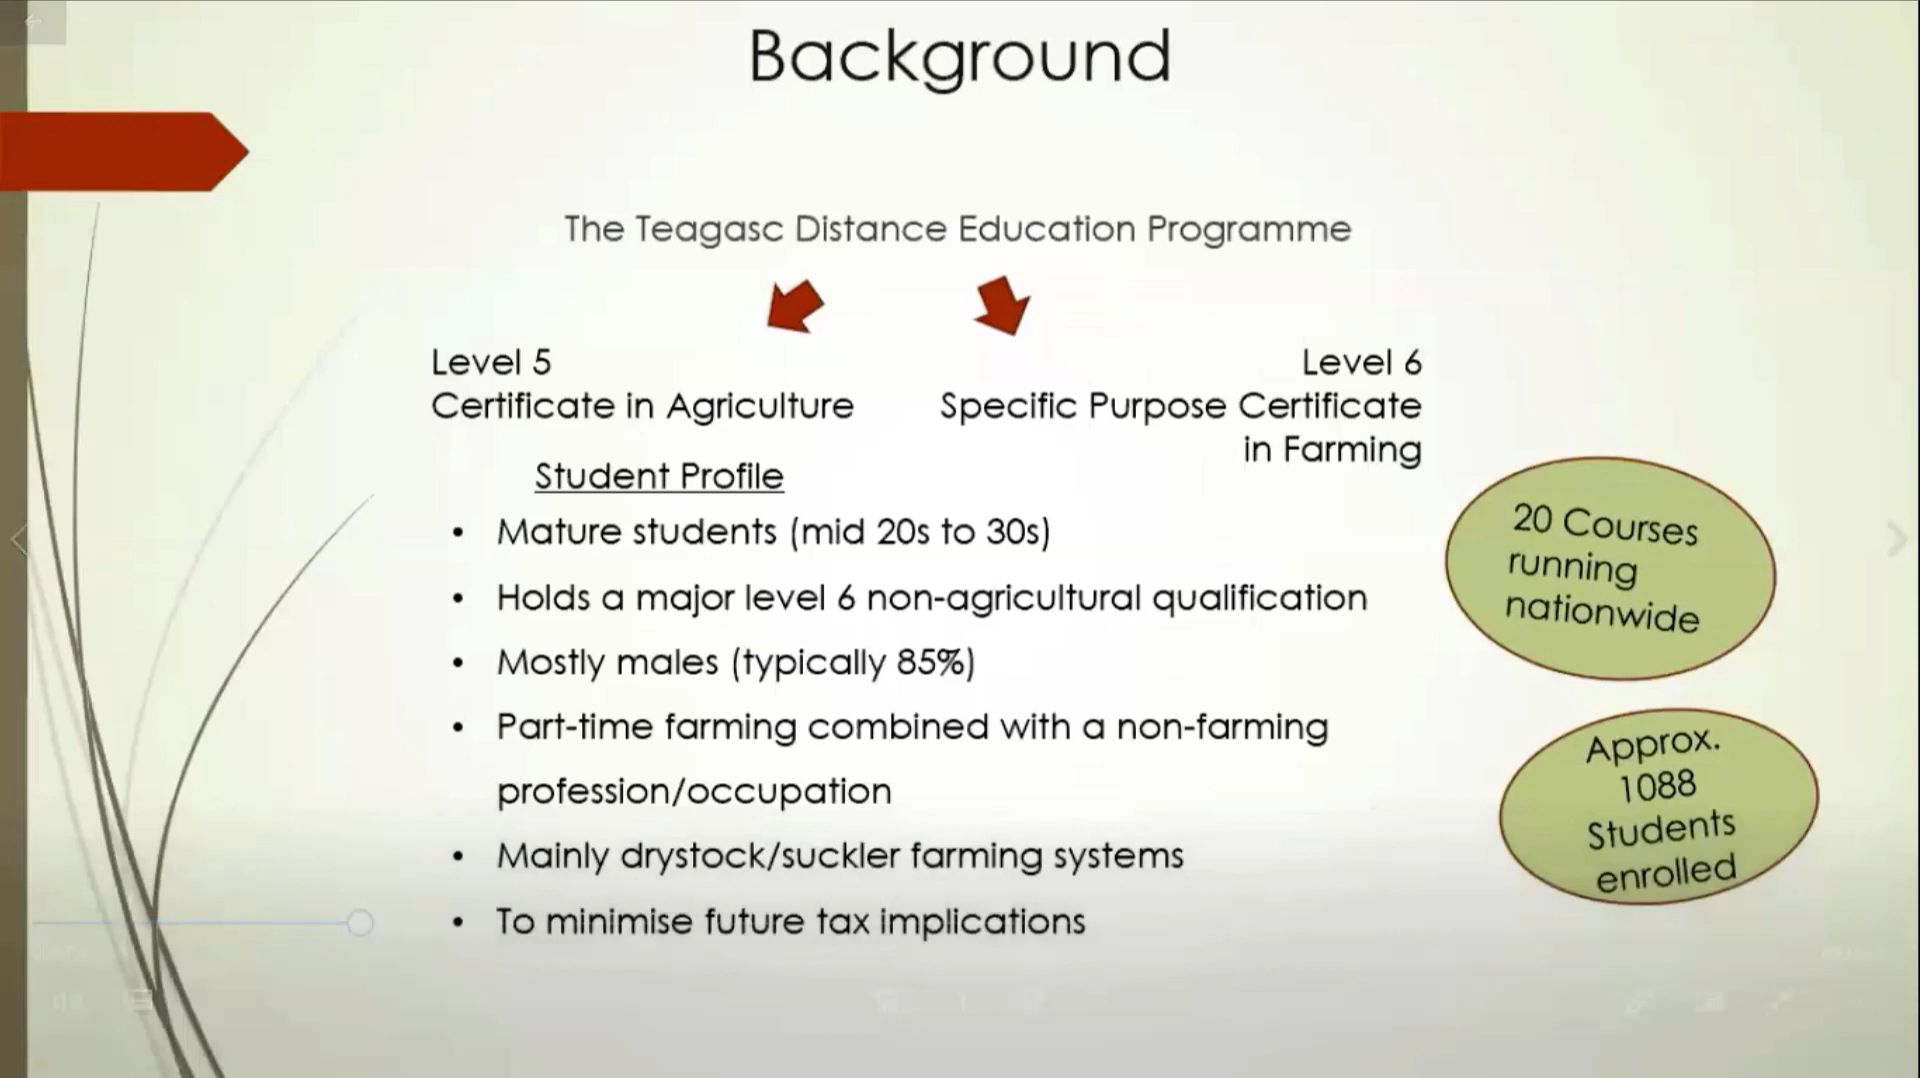 Background
The Teagasc Distance Education Programme
Level 5
Certificate in Agriculture
Level 6
Specific Purpose Certificate
in Farming
Student Profile
• Mature students (mid 20s to 30s)
• Holds a major level 6 non-agricultural qualification
• Mostly males (typically 85%)
• Part-time farming combined with a non-farming
profession/occupation
• Mainly drystock/suckler farming systems
• To minimise future tax implications
20 Courses
running
nationwide
Approx.
1088
Students
enrolled